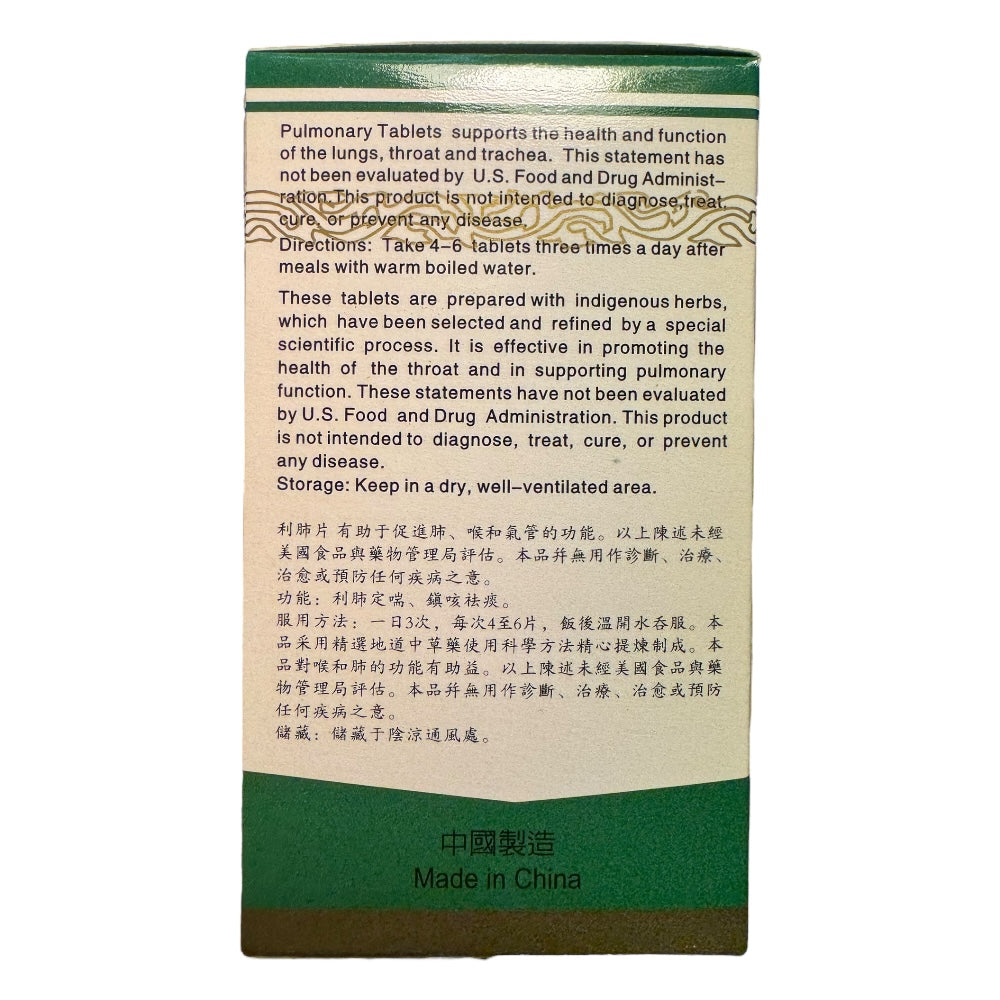 Pulmonary Tablets supports the health and function
of the lungs, throat and trachea. This statement has
not been evaluated by U.S. Food and Drug Administ–
ration.This product is not intended to diagnose,treat,
cure, or prevent any disease.
Directions: Take 4–6 tablets three times a day after
meals with warm boiled water.
These tablets are prepared with indigenous herbs,
which have been selected and refined by a special
scientific process. It is effective in promoting the
health of the throat and in supporting pulmonary
function. These statements have not been evaluated
by U.S. Food and Drug Administration. This product
is not intended to diagnose, treat, cure, or prevent
any disease.
Storage: Keep in a dry, well–ventilated area.
利肺片 有助于促進肺、喉和氣管的功能。以上陳述未經
美國食品與藥物管理局評估。本品幷無用作診斷、治療、
治愈或預防任何疾病之意。
功能：利肺定喘、鎮咳祛痰。
服用方法：一日3次，每次4至6片，飯後溫開水吞服。本
品采用精選地道中草藥使用科學方法精心提煉制成。本
品對喉和肺的功能有助益。以上陳述未經美國食品與藥
物管理局評估。本品幷無用作診斷、治療、治愈或預防
任何疾病之意。
儲藏：儲藏于陰涼通風處。
中國製造
Made in China